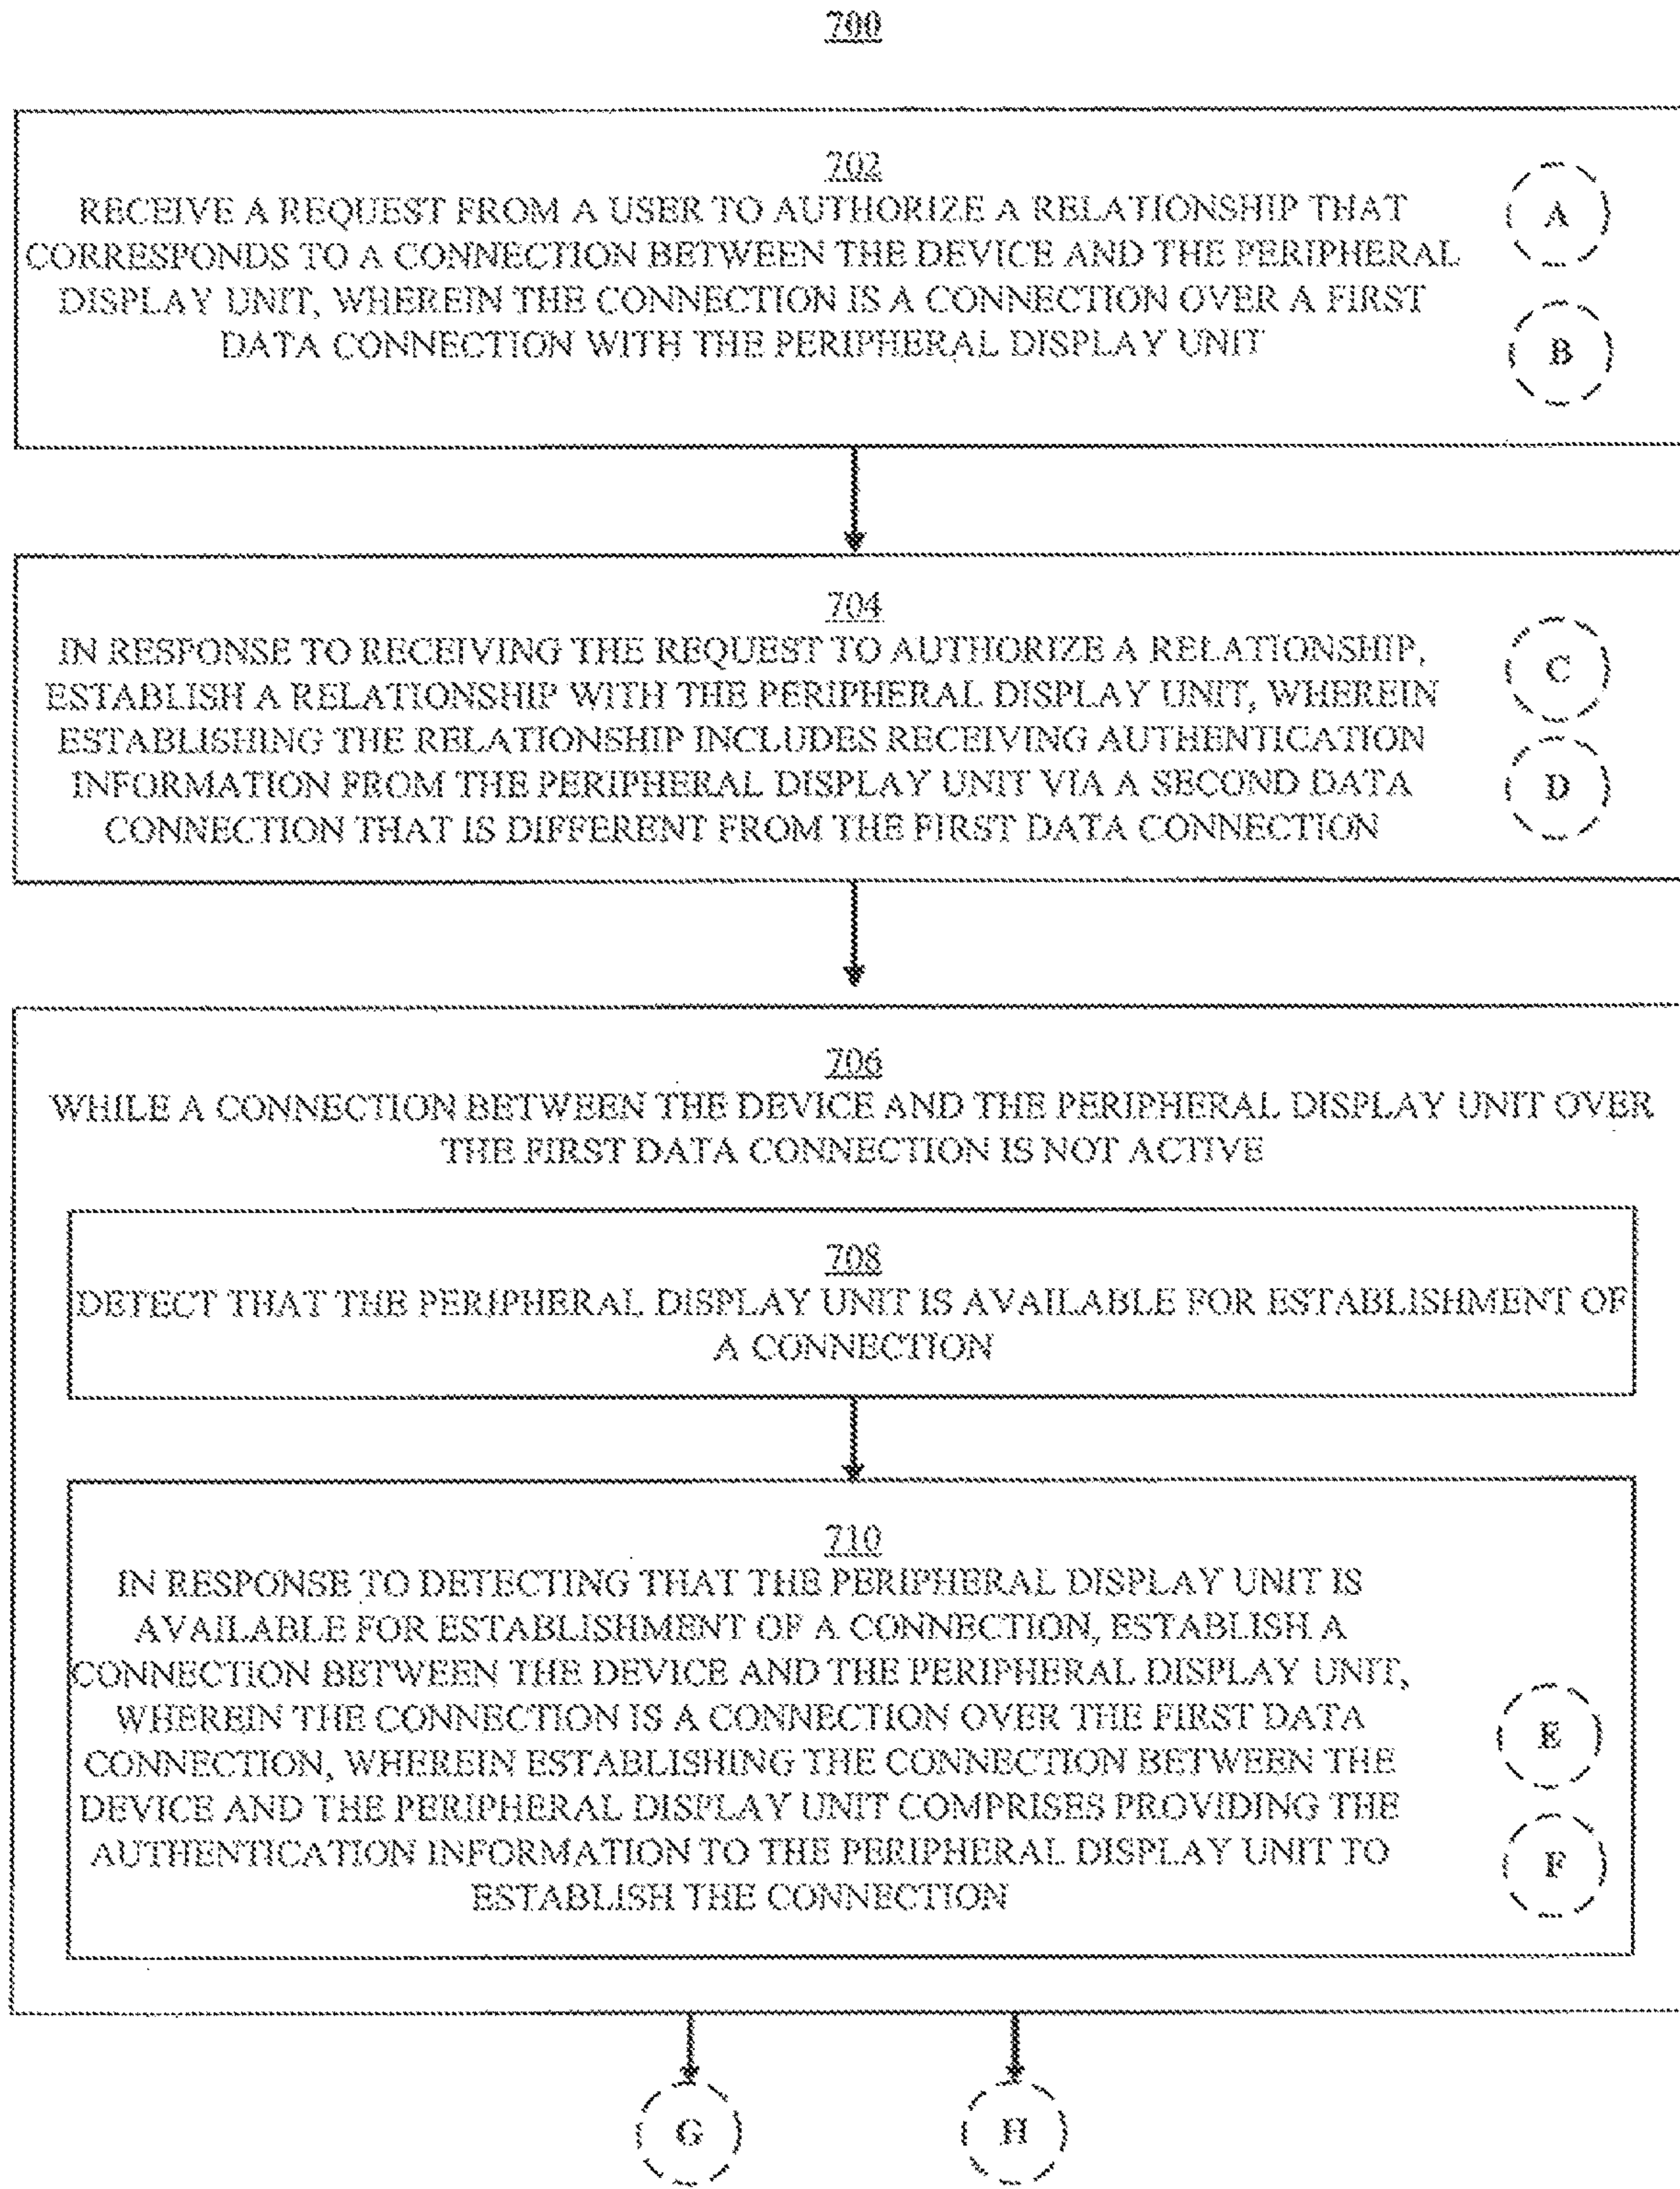 700
702
RECEIVE A REQUEST FROM A USER TO AUTHORIZE A RELATIONSHIP THAT
CORRESPONDS TO A CONNECTION BETWEEN THE DEVICE AND THE PERIPHERAL
DISPLAY UNIT, WHEREIN THE CONNECTION IS A CONNECTION OVER A FIRST
DATA CONNECTION WITH THE PERIPHERAL DISPLAY UNIT
A
B
704
IN RESPONSE TO RECEIVING THE REQUEST TO AUTHORIZE A RELATIONSHIP,
ESTABLISH A RELATIONSHIP WITH THE PERIPHERAL DISPLAY UNIT, WHEREIN
ESTABLISHING THE RELATIONSHIP INCLUDES RECEIVING AUTHENTICATION
INFORMATION FROM THE PERIPHERAL DISPLAY UNIT VIA A SECOND DATA
CONNECTION THAT IS DIFFERENT FROM THE FIRST DATA CONNECTION
C
D
706
WHILE A CONNECTION BETWEEN THE DEVICE AND THE PERIPHERAL DISPLAY UNIT OVER
THE FIRST DATA CONNECTION IS NOT ACTIVE
708
DETECT THAT THE PERIPHERAL DISPLAY UNIT IS AVAILABLE FOR ESTABLISHMENT OF
A CONNECTION
710
IN RESPONSE TO DETECTING THAT THE PERIPHERAL DISPLAY UNIT IS
AVAILABLE FOR ESTABLISHMENT OF A CONNECTION, ESTABLISH A
CONNECTION BETWEEN THE DEVICE AND THE PERIPHERAL DISPLAY UNIT,
WHEREIN THE CONNECTION IS A CONNECTION OVER THE FIRST DATA
CONNECTION, WHEREIN ESTABLISHING THE CONNECTION BETWEEN THE
DEVICE AND THE PERIPHERAL DISPLAY UNIT COMPRISES PROVIDING THE
AUTHENTICATION INFORMATION TO THE PERIPHERAL DISPLAY UNIT TO
ESTABLISH THE CONNECTION
E
F
G
H